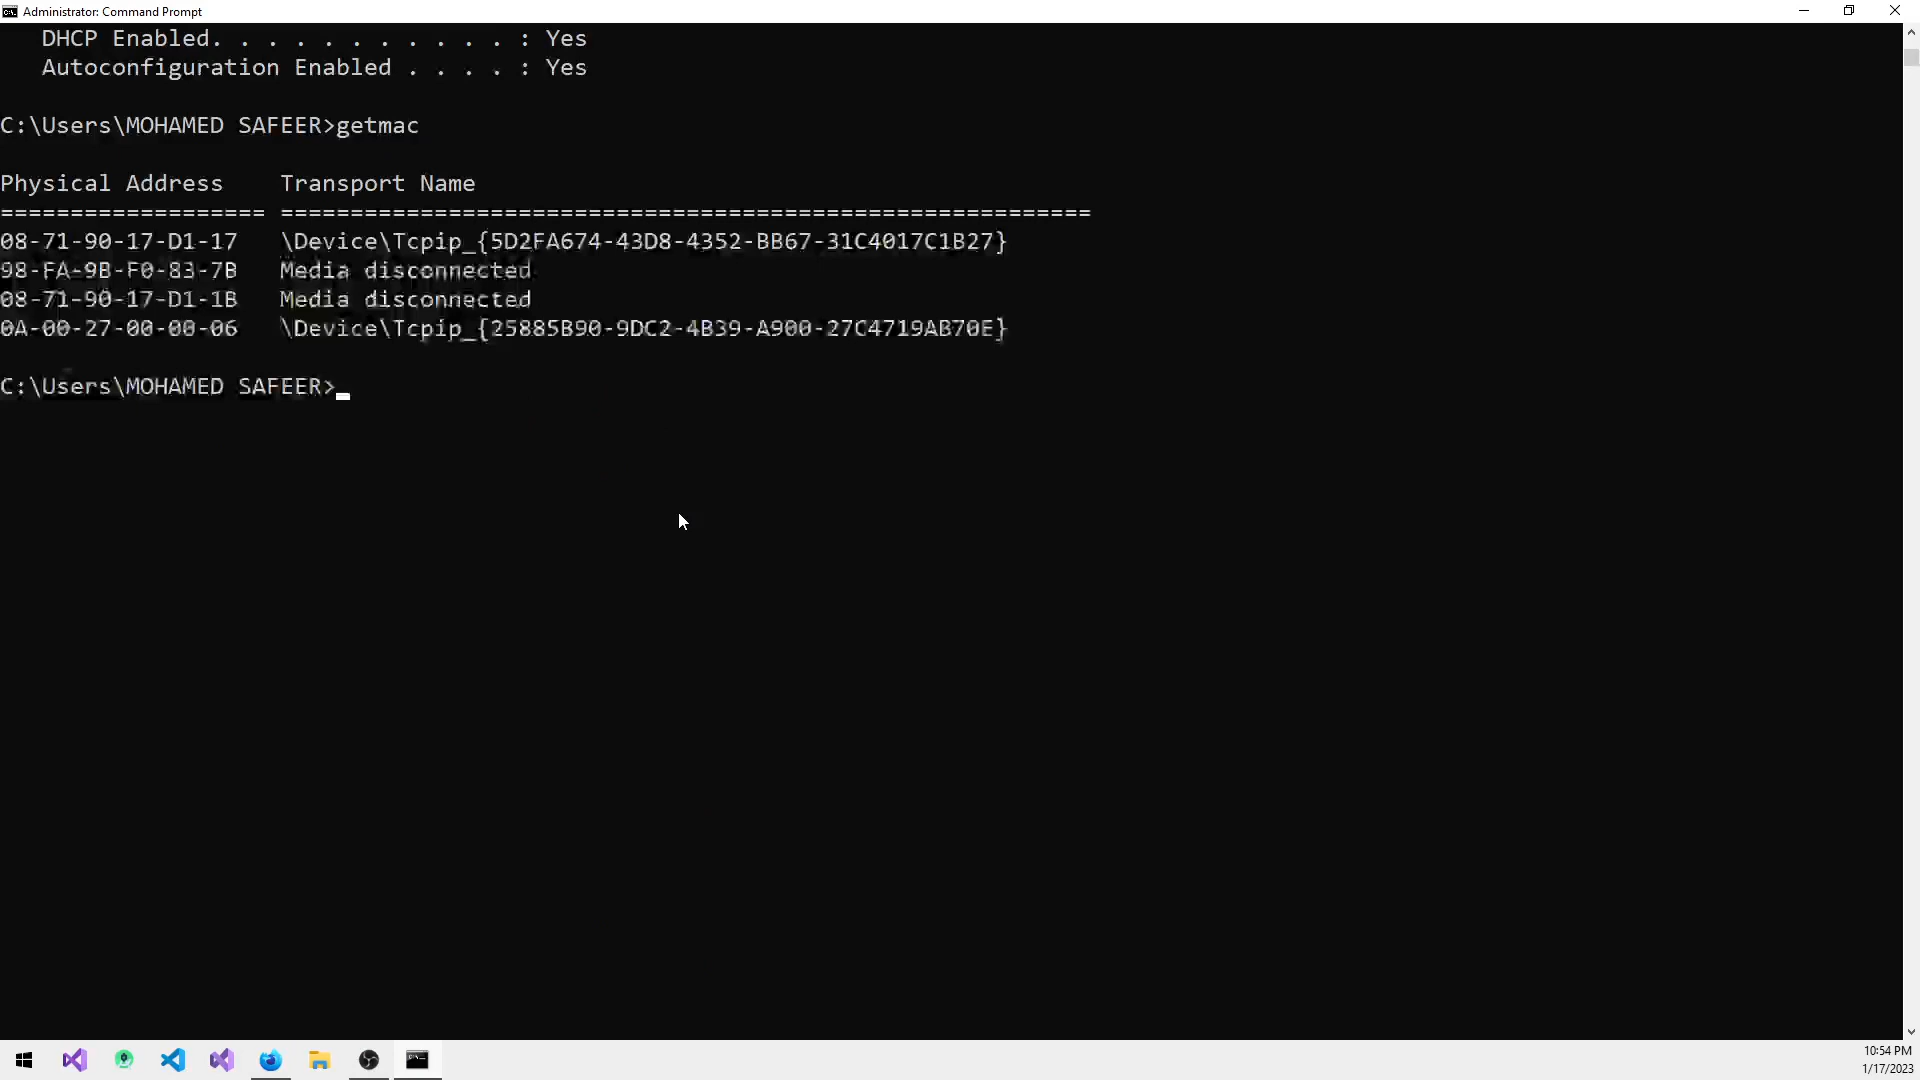 Administrator: Command Prompt
DHCP Enabled. . . . . . . . . . . : Yes
Autoconfiguration Enabled . . . . : Yes
C:\Users\MOHAMED SAFEER>getmac
Physical Address    Transport Name
=================== ==========================================================
08-71-90-17-D1-17   \Device\Tcpip_{5D2FA674-43D8-4352-BB67-31C4017C1B27}
98-FA-9B-F0-83-7B   Media disconnected
08-71-90-17-D1-1B   Media disconnected
0A-00-27-00-00-06   \Device\Tcpip_{25885B90-9DC2-4B39-A900-27C4719AB70E}
C:\Users\MOHAMED SAFEER>_
10:54 PM
1/17/2023